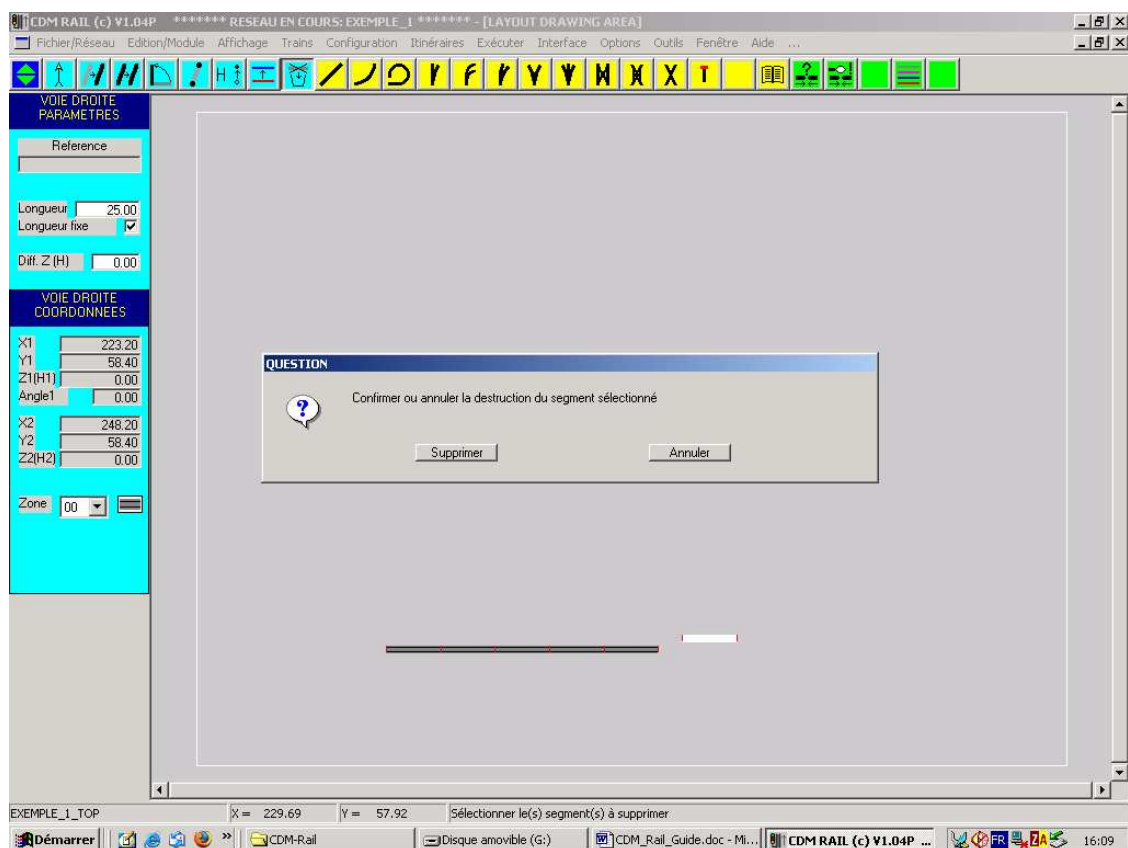 CDM RAIL (c) V1.04P ******* RESEAU EN COURS: EXEMPLE_1 ******* - [LAYOUT DRAWING AREA]
Fichier/Réseau Edition/Module Affichage Trains Configuration Itinéraires Exécuter Interface Options Outils Fenêtre Aide ...
H
T
VOIE DROITE
PARAMETRES
Reference
Longueur 25.00
Longueur fixe
Diff. Z (H) 0.00
VOIE DROITE
COORDONNEES
X1 223.20
Y1 58.40
Z1(H1) 0.00
Angle1 0.00
X2 248.20
Y2 58.40
Z2(H2) 0.00
Zone 00
QUESTION
Confirmer ou annuler la destruction du segment sélectionné
Supprimer Annuler
EXEMPLE_1_TOP X = 229.69 Y = 57.92 Sélectionner le(s) segment(s) à supprimer
Démarrer » CDM-Rail Disque amovible (G:) CDM_Rail_Guide.doc - Mi... CDM RAIL (c) V1.04P ... FR ZA 16:09